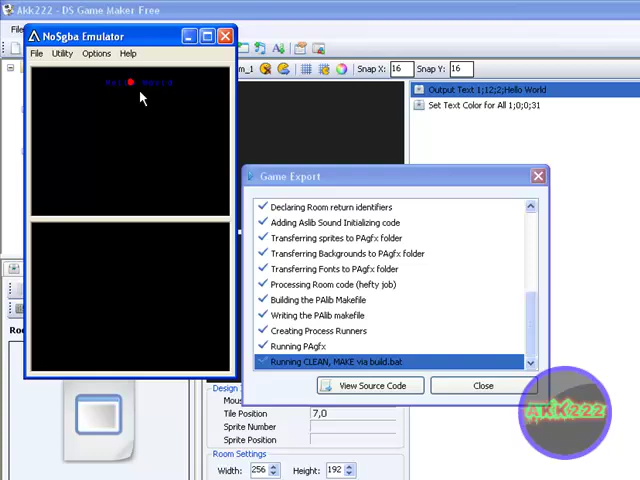 Akk222 - DS Game Maker Free
No$gba Emulator
File Utility Options Help
Hello World
m_1
Snap X: 16 Snap Y: 16
Output Text 1;12;2;Hello World
Set Text Color for All 1;0;0;31
Game Export
Declaring Room return identifiers
Adding Aslib Sound Initializing code
Transferring sprites to PAgfx folder
Transferring Backgrounds to PAgfx folder
Transferring Fonts to PAgfx folder
Processing Room code (hefty job)
Building the PAlib Makefile
Writing the PAlib makefile
Creating Process Runners
Running PAgfx
Running CLEAN, MAKE via build.bat
View Source Code
Close
Design
Mous
Tile Position 7,0
Sprite Number
Sprite Position
Room Settings
Width: 256 Height: 192
AKK222